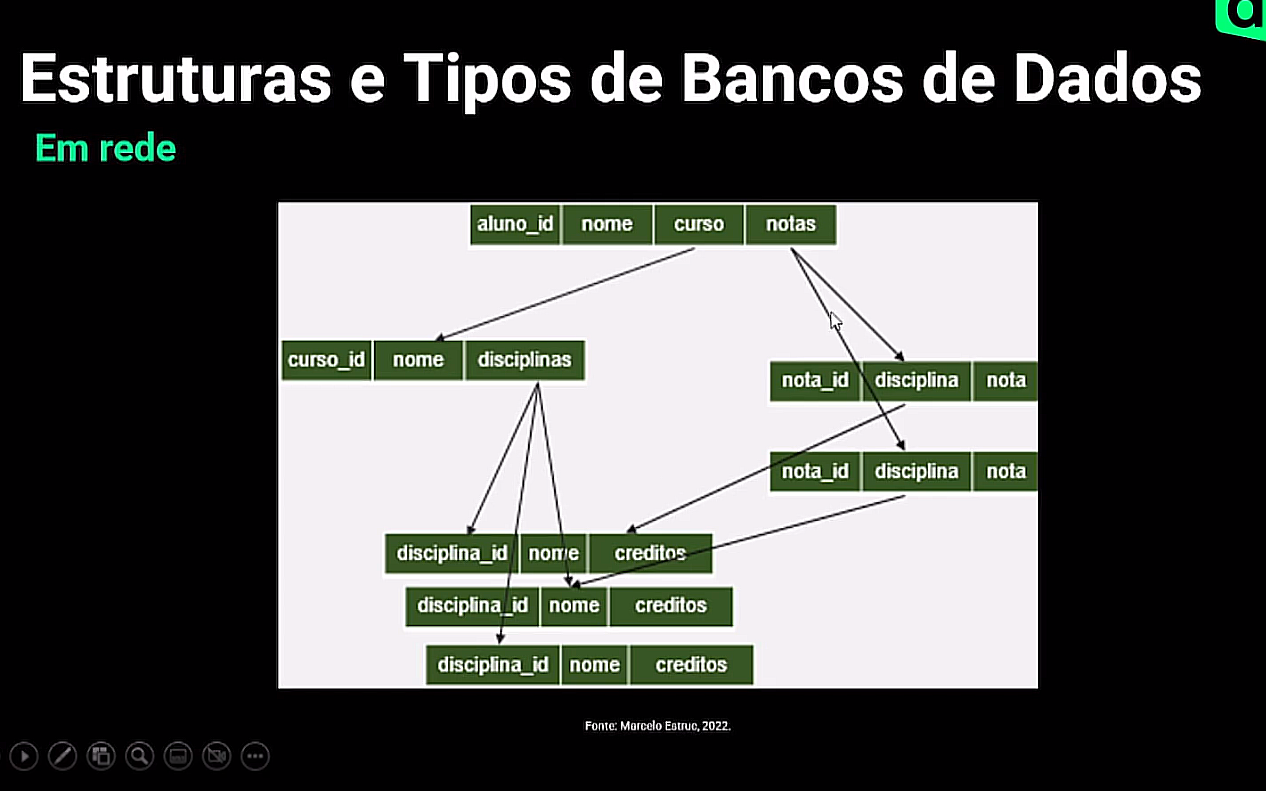 d
Estruturas e Tipos de Bancos de Dados
Em rede
aluno_id nome curso notas
curso_id nome disciplinas
nota_id disciplina nota
nota_id disciplina nota
disciplina_id nome creditos
disciplina_id nome creditos
disciplina_id nome creditos
Fonte: Marcelo Estruc, 2022.